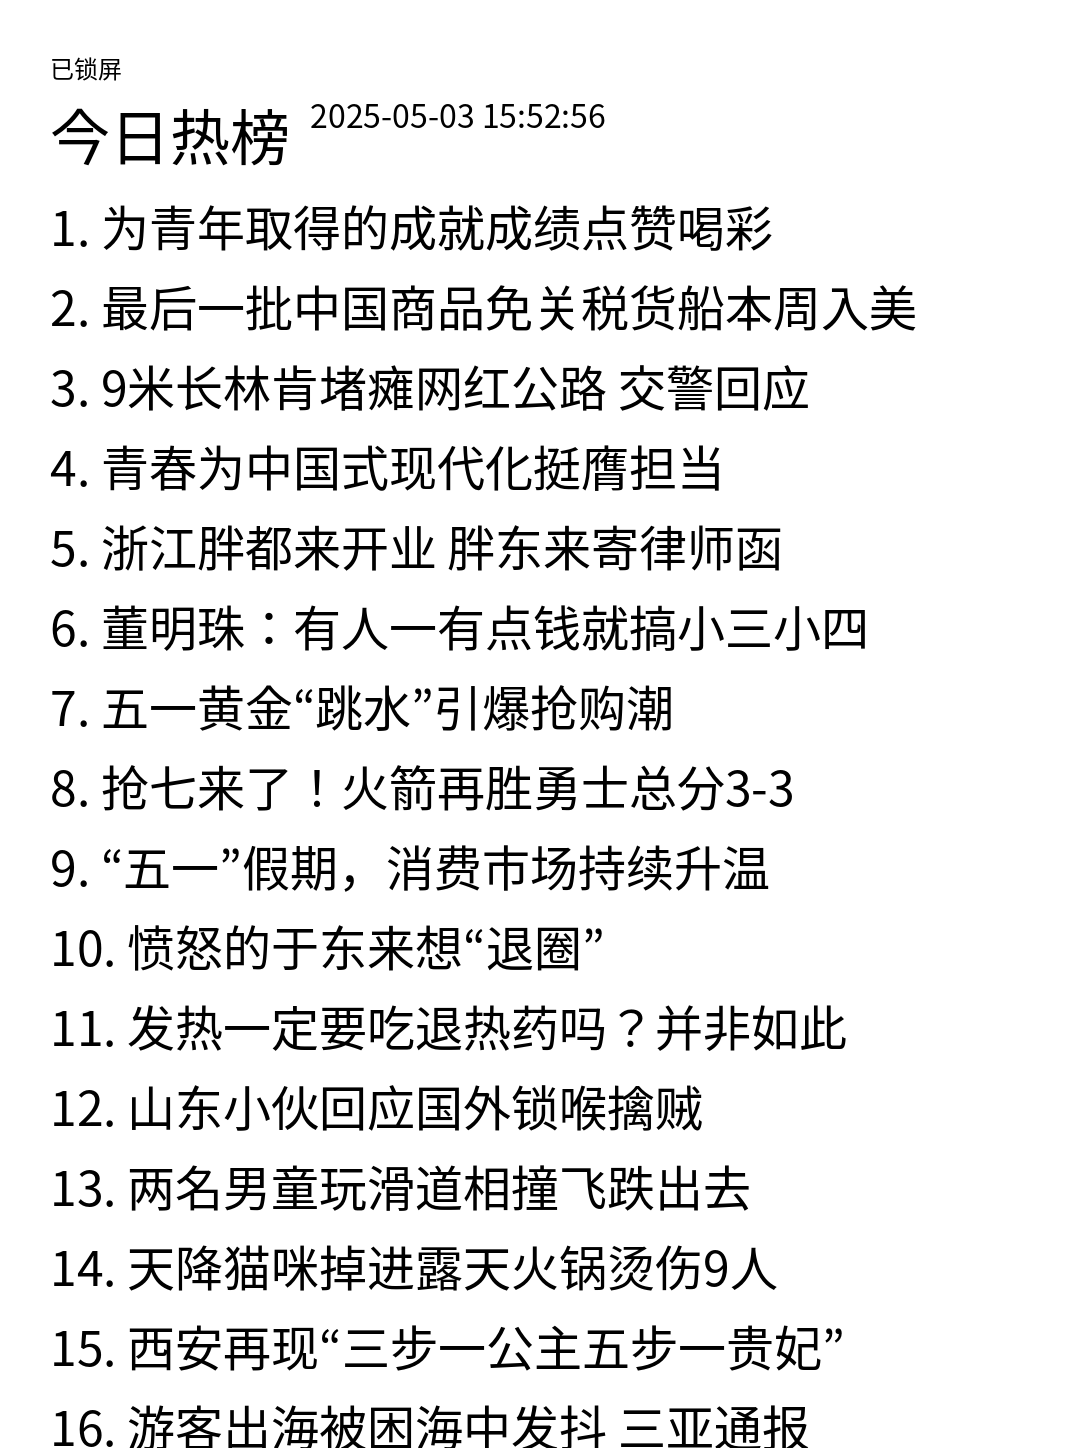 已锁屏
今日热榜 2025-05-03 15:52:56
1. 为青年取得的成就成绩点赞喝彩
2. 最后一批中国商品免关税货船本周入美
3. 9米长林肯堵瘫网红公路 交警回应
4. 青春为中国式现代化挺膺担当
5. 浙江胖都来开业 胖东来寄律师函
6. 董明珠：有人一有点钱就搞小三小四
7. 五一黄金“跳水”引爆抢购潮
8. 抢七来了！火箭再胜勇士总分3-3
9. “五一”假期，消费市场持续升温
10. 愤怒的于东来想“退圈”
11. 发热一定要吃退热药吗？并非如此
12. 山东小伙回应国外锁喉擒贼
13. 两名男童玩滑道相撞飞跌出去
14. 天降猫咪掉进露天火锅烫伤9人
15. 西安再现“三步一公主五步一贵妃”
16. 游客出海被困海中发抖 三亚通报